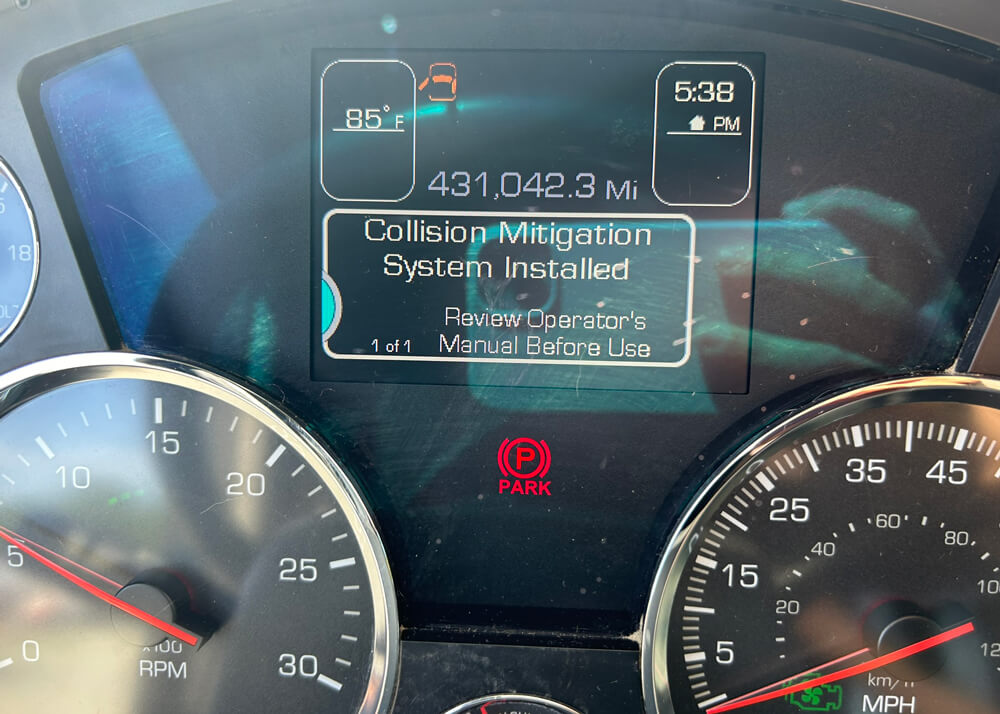 85° F
5:38
PM
431,042.3 Mi
Collision Mitigation
System Installed
Review Operator's
1 of 1 Manual Before Use
P
PARK
18
0
5
10
15
20
25
30
x100
RPM
5
15
25
35
45
20
40
60
80
MPH